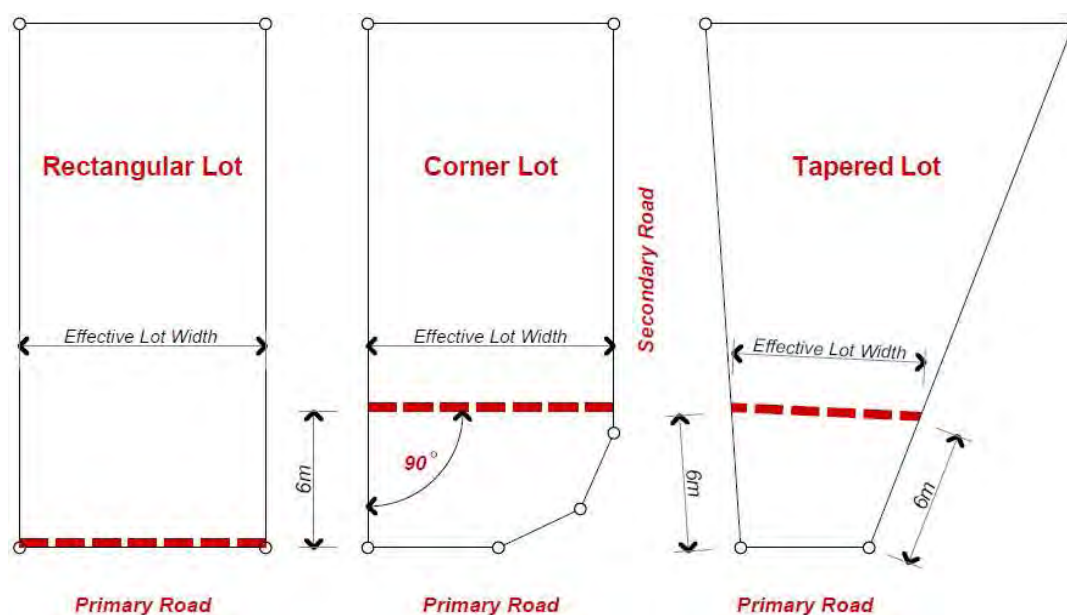 Rectangular Lot
Corner Lot
Tapered Lot
Secondary Road
Effective Lot Width
Effective Lot Width
Effective Lot Width
6m
90°
6m
6m
Primary Road
Primary Road
Primary Road